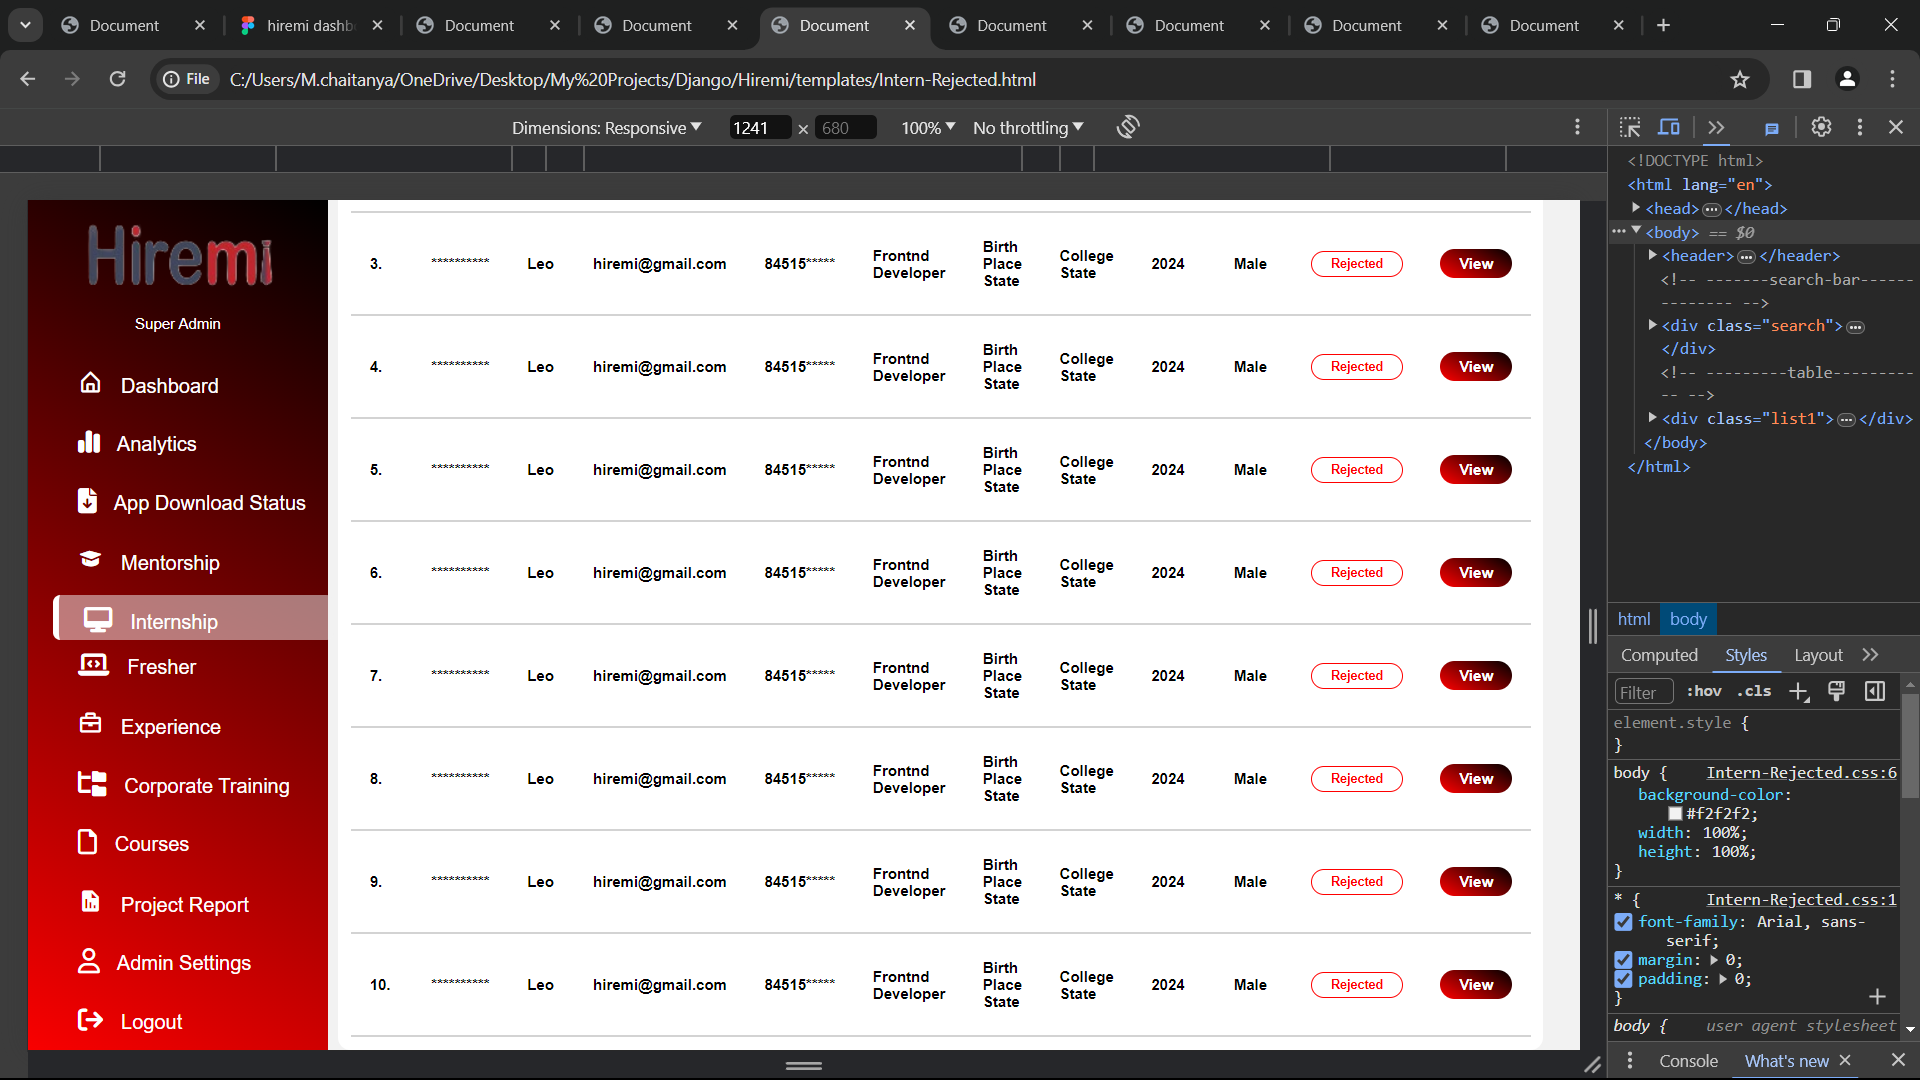 Document
hiremi dashb
Document
Document
Document
Document
Document
Document
Document
File
C:/Users/M.chaitanya/OneDrive/Desktop/My%20Projects/Django/Hiremi/templates/Intern-Rejected.html
Dimensions: Responsive 1241 × 680 100% No throttling
Hiremi
Super Admin
Dashboard
Analytics
App Download Status
Mentorship
Internship
Fresher
Experience
Corporate Training
Courses
Project Report
Admin Settings
Logout
3. ********** Leo hiremi@gmail.com 84515***** Frontnd Developer Birth Place State College State 2024 Male Rejected View
4. ********** Leo hiremi@gmail.com 84515***** Frontnd Developer Birth Place State College State 2024 Male Rejected View
5. ********** Leo hiremi@gmail.com 84515***** Frontnd Developer Birth Place State College State 2024 Male Rejected View
6. ********** Leo hiremi@gmail.com 84515***** Frontnd Developer Birth Place State College State 2024 Male Rejected View
7. ********** Leo hiremi@gmail.com 84515***** Frontnd Developer Birth Place State College State 2024 Male Rejected View
8. ********** Leo hiremi@gmail.com 84515***** Frontnd Developer Birth Place State College State 2024 Male Rejected View
9. ********** Leo hiremi@gmail.com 84515***** Frontnd Developer Birth Place State College State 2024 Male Rejected View
10. ********** Leo hiremi@gmail.com 84515***** Frontnd Developer Birth Place State College State 2024 Male Rejected View
<!DOCTYPE html>
<html lang="en">
<head>…</head>
<body> == $0
<header>…</header>
<!-- -------search-bar------
-------- -->
<div class="search">…
</div>
<!-- ---------table---------
-- -->
<div class="list1">…</div>
</body>
</html>
html body
Computed Styles Layout
Filter :hov .cls
element.style {
}
body { Intern-Rejected.css:6
background-color:
#f2f2f2;
width: 100%;
height: 100%;
}
* { Intern-Rejected.css:1
font-family: Arial, sans-
serif;
margin: 0;
padding: 0;
}
body { user agent stylesheet
Console What's new